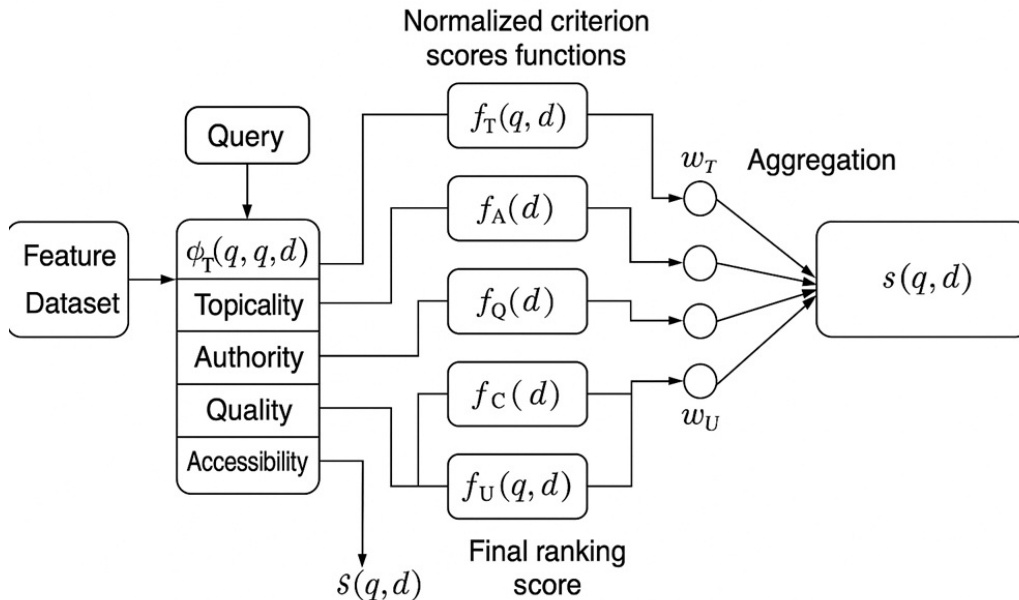 Normalized criterion
scores functions
Query
Feature
Dataset
ϕ_T(q, q, d)
Topicality
Authority
Quality
Accessibility
s(q, d)
f_T(q, d)
f_A(d)
f_Q(d)
f_C( d)
f_U(q, d)
Final ranking
score
w_T
Aggregation
w_U
s(q, d)